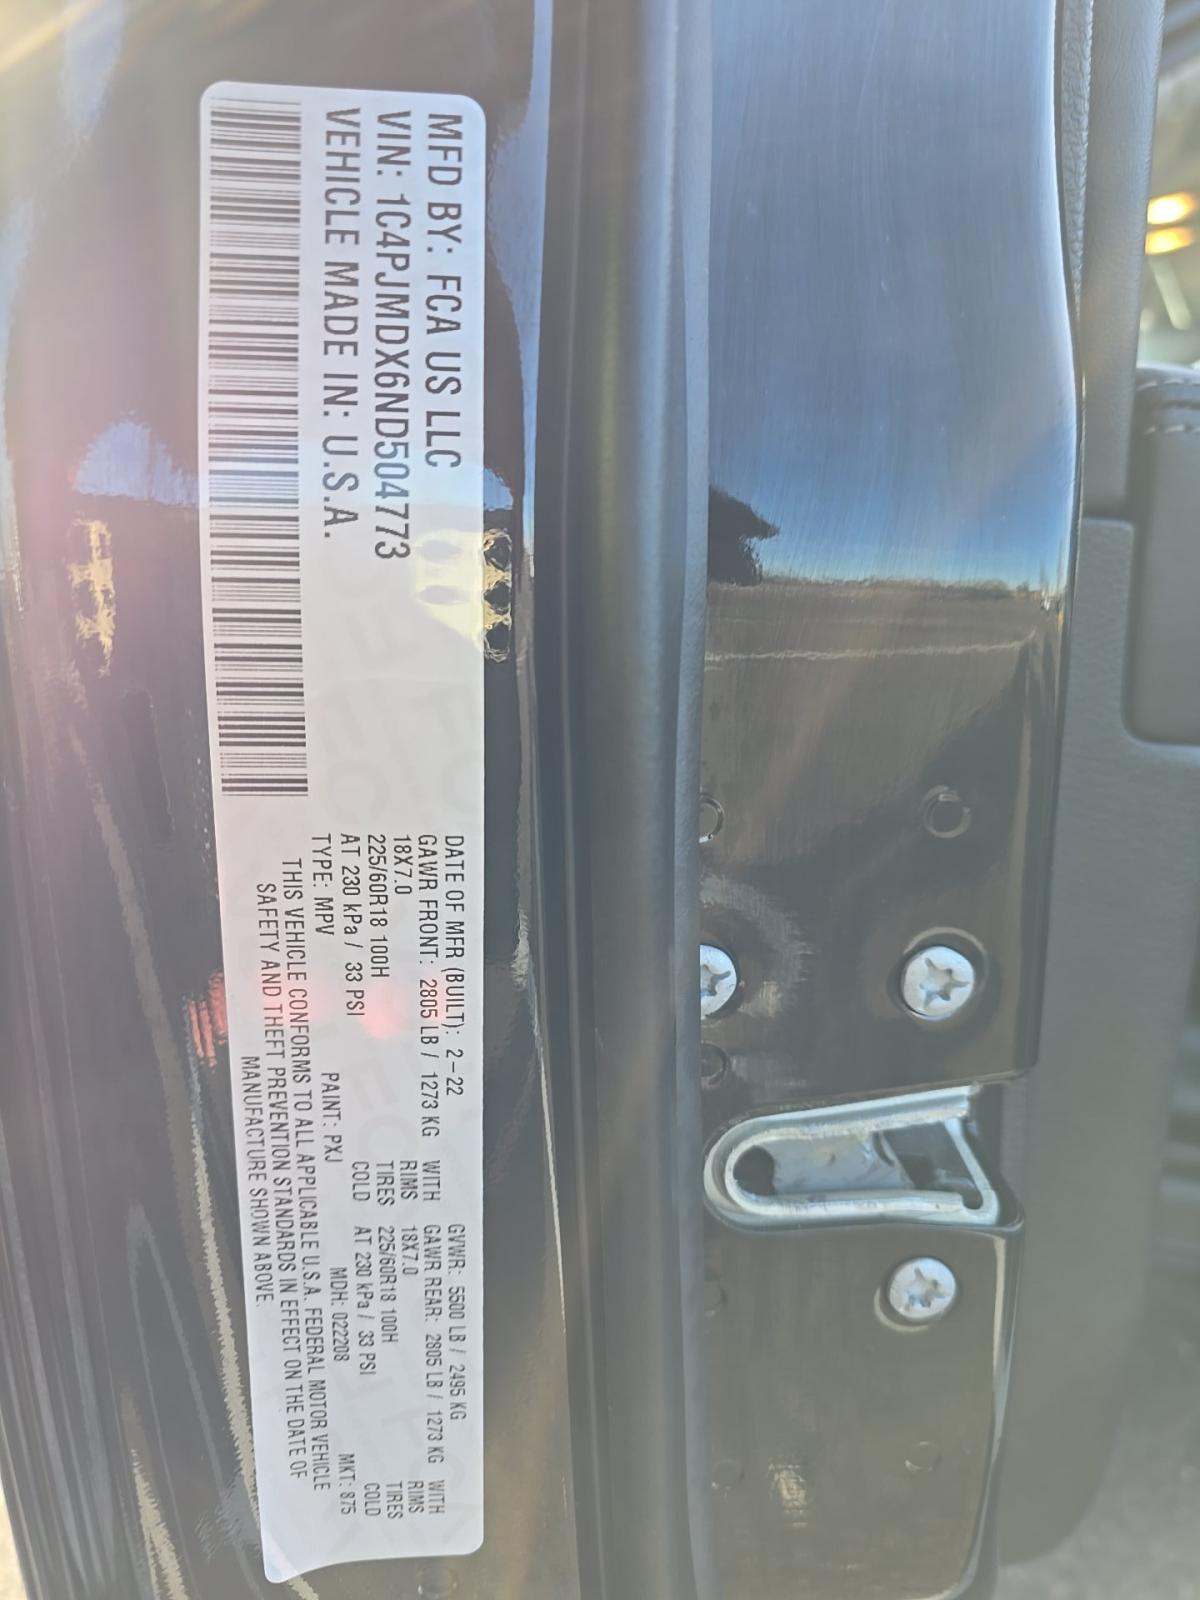 MFD BY: FCA US LLC
VIN: 1C4PJMDX6ND504773
VEHICLE MADE IN: U.S.A.
DATE OF MFR (BUILT): 2-22 GVWR: 5500 LB / 2495 KG
GAWR FRONT: 2805 LB / 1273 KG WITH GAWR REAR: 2805 LB / 1273 KG WITH
18X7.0 RIMS 18X7.0 RIMS
225/60R18 100H TIRES 225/60R18 100H TIRES
AT 230 kPa / 33 PSI COLD AT 230 kPa / 33 PSI COLD
TYPE: MPV PAINT: PXJ MDH: 022208 MKT: 875
THIS VEHICLE CONFORMS TO ALL APPLICABLE U.S.A. FEDERAL MOTOR VEHICLE
SAFETY AND THEFT PREVENTION STANDARDS IN EFFECT ON THE DATE OF
MANUFACTURE SHOWN ABOVE.